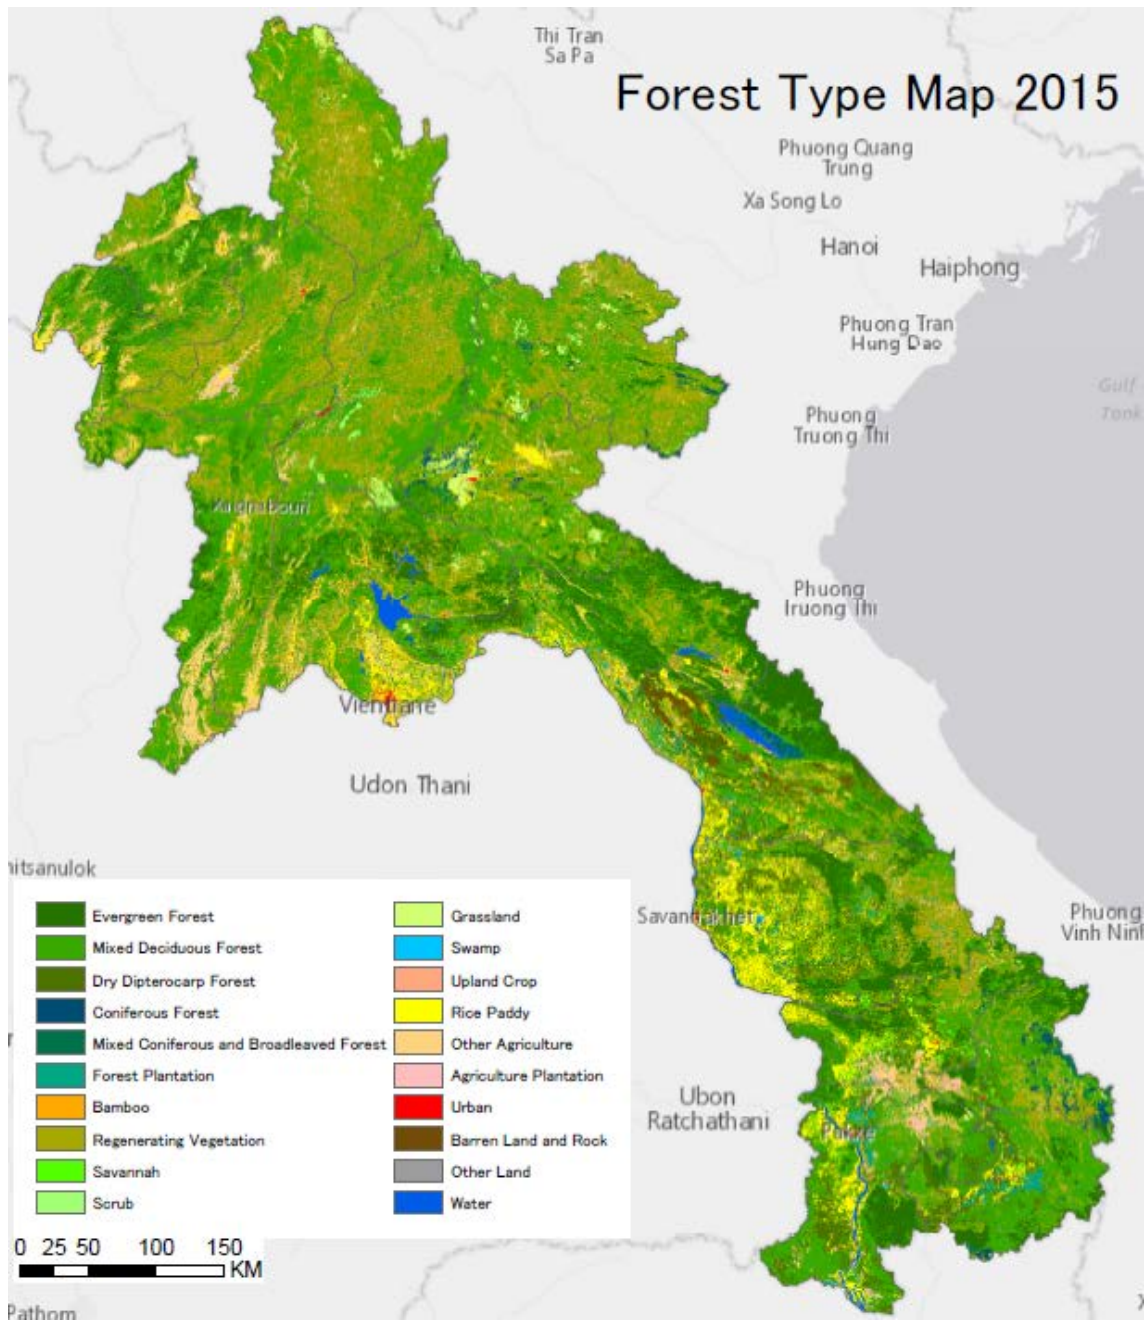 Thi Tran
Sa Pa
Forest Type Map 2015
Phuong Quang
Trung
Xa Song Lo
Hanoi
Haiphong
Phuong Tran
Hung Dao
Gulf
Tonk
Phuong
Truong Thi
Phuong
Truong Thi
Vientiane
Udon Thani
hitsanulok
Savannakhet
Phuong
Vinh Ninh
Ubon
Ratchathani
Pakse
Evergreen Forest
Mixed Deciduous Forest
Dry Dipterocarp Forest
Coniferous Forest
Mixed Coniferous and Broadleaved Forest
Forest Plantation
Bamboo
Regenerating Vegetation
Savannah
Scrub
Grassland
Swamp
Upland Crop
Rice Paddy
Other Agriculture
Agriculture Plantation
Urban
Barren Land and Rock
Other Land
Water
0 25 50 100 150
KM
Pathom